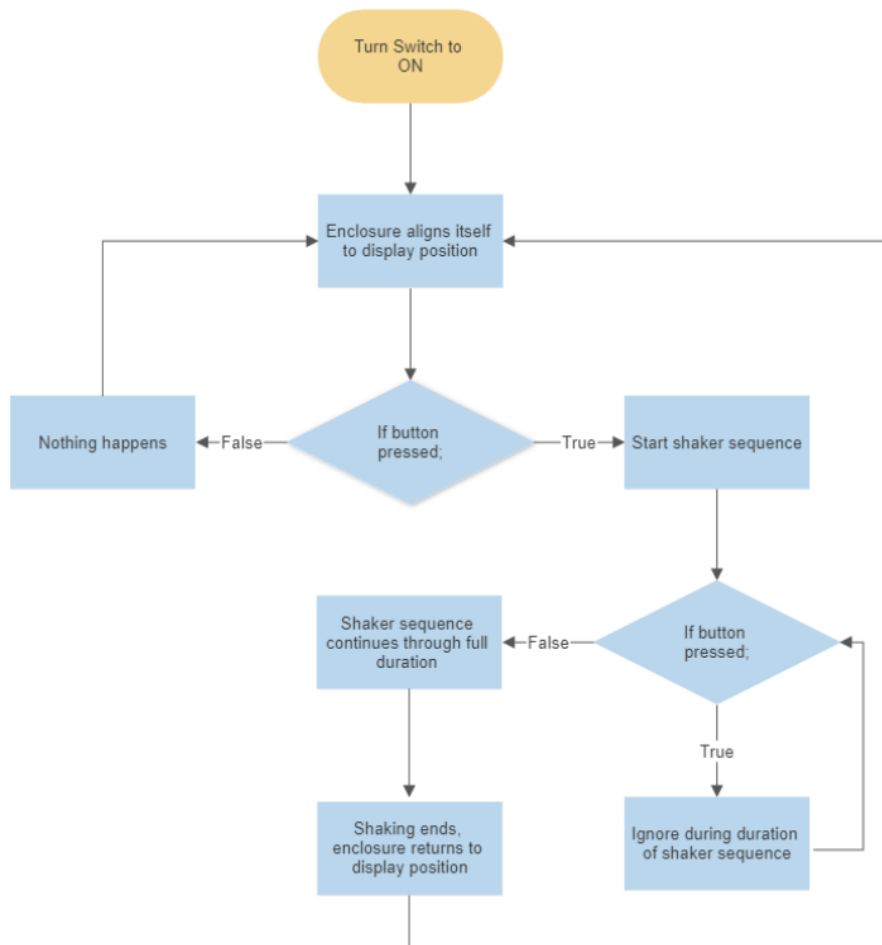 Turn Switch to
ON
Enclosure aligns itself
to display position
Nothing happens
False
If button
pressed;
True
Start shaker sequence
Shaker sequence
continues through full
duration
False
If button
pressed;
True
Shaking ends,
enclosure returns to
display position
Ignore during duration
of shaker sequence